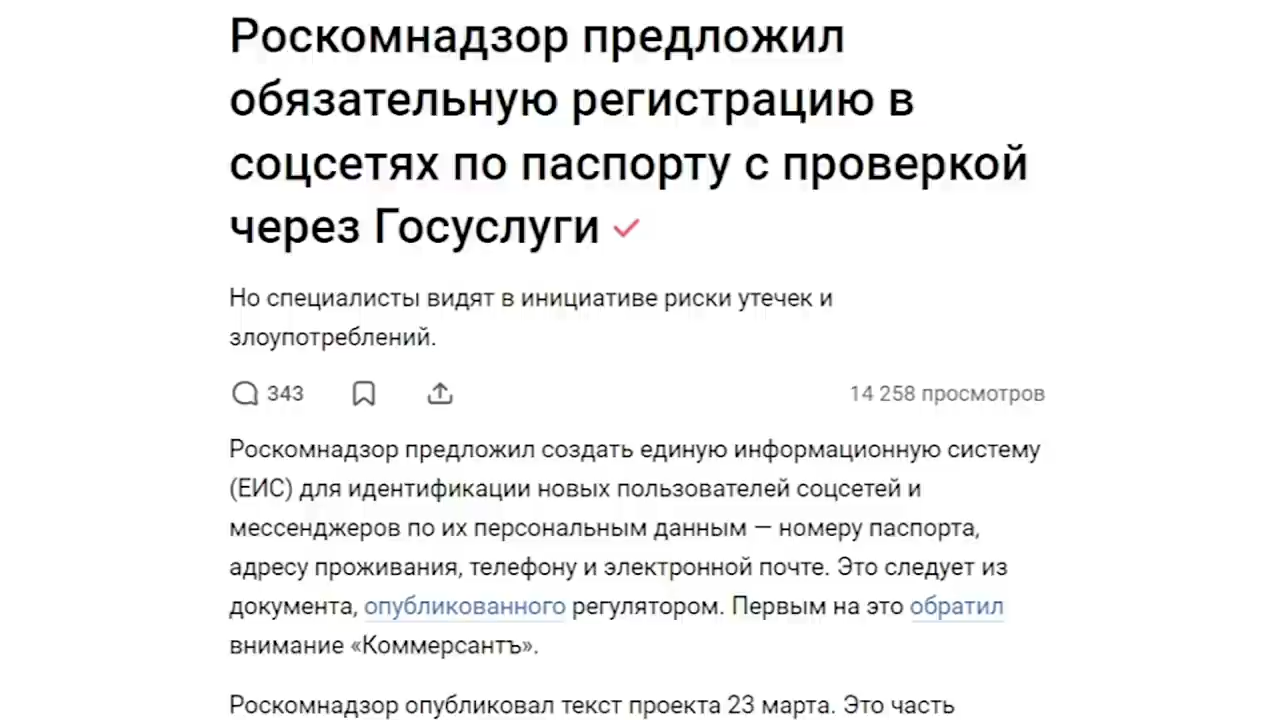 Роскомнадзор предложил
обязательную регистрацию в
соцсетях по паспорту с проверкой
через Госуслуги
Но специалисты видят в инициативе риски утечек и
злоупотреблений.
343
14 258 просмотров
Роскомнадзор предложил создать единую информационную систему
(ЕИС) для идентификации новых пользователей соцсетей и
мессенджеров по их персональным данным — номеру паспорта,
адресу проживания, телефону и электронной почте. Это следует из
документа, опубликованного регулятором. Первым на это обратил
внимание «Коммерсантъ».
Роскомнадзор опубликовал текст проекта 23 марта. Это часть